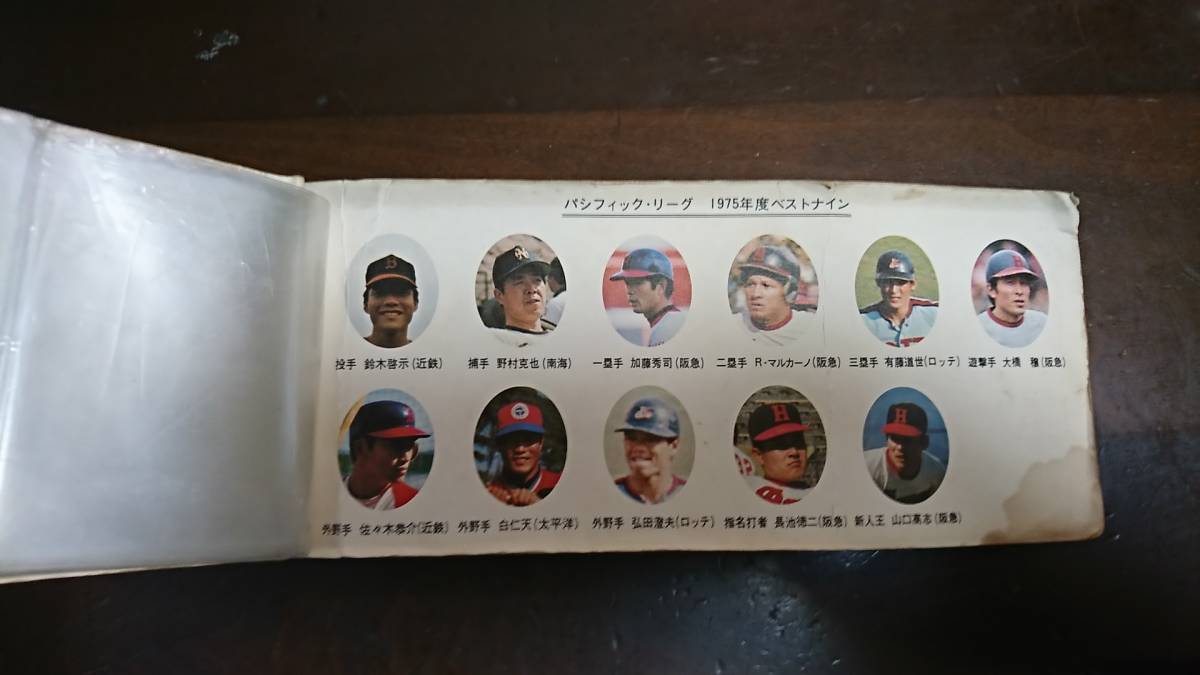 パシフィック・リーグ 1975年度ベストナイン
投手 鈴木啓示(近鉄) 捕手 野村克也(南海) 一塁手 加藤秀司(阪急) 二塁手 R・マルカーノ(阪急) 三塁手 有藤道世(ロッテ) 遊撃手 大橋 穣(阪急)
外野手 佐々木恭介(近鉄) 外野手 白仁天(太平洋) 外野手 弘田澄夫(ロッテ) 指名打者 長池徳二(阪急) 新人王 山口高志(阪急)